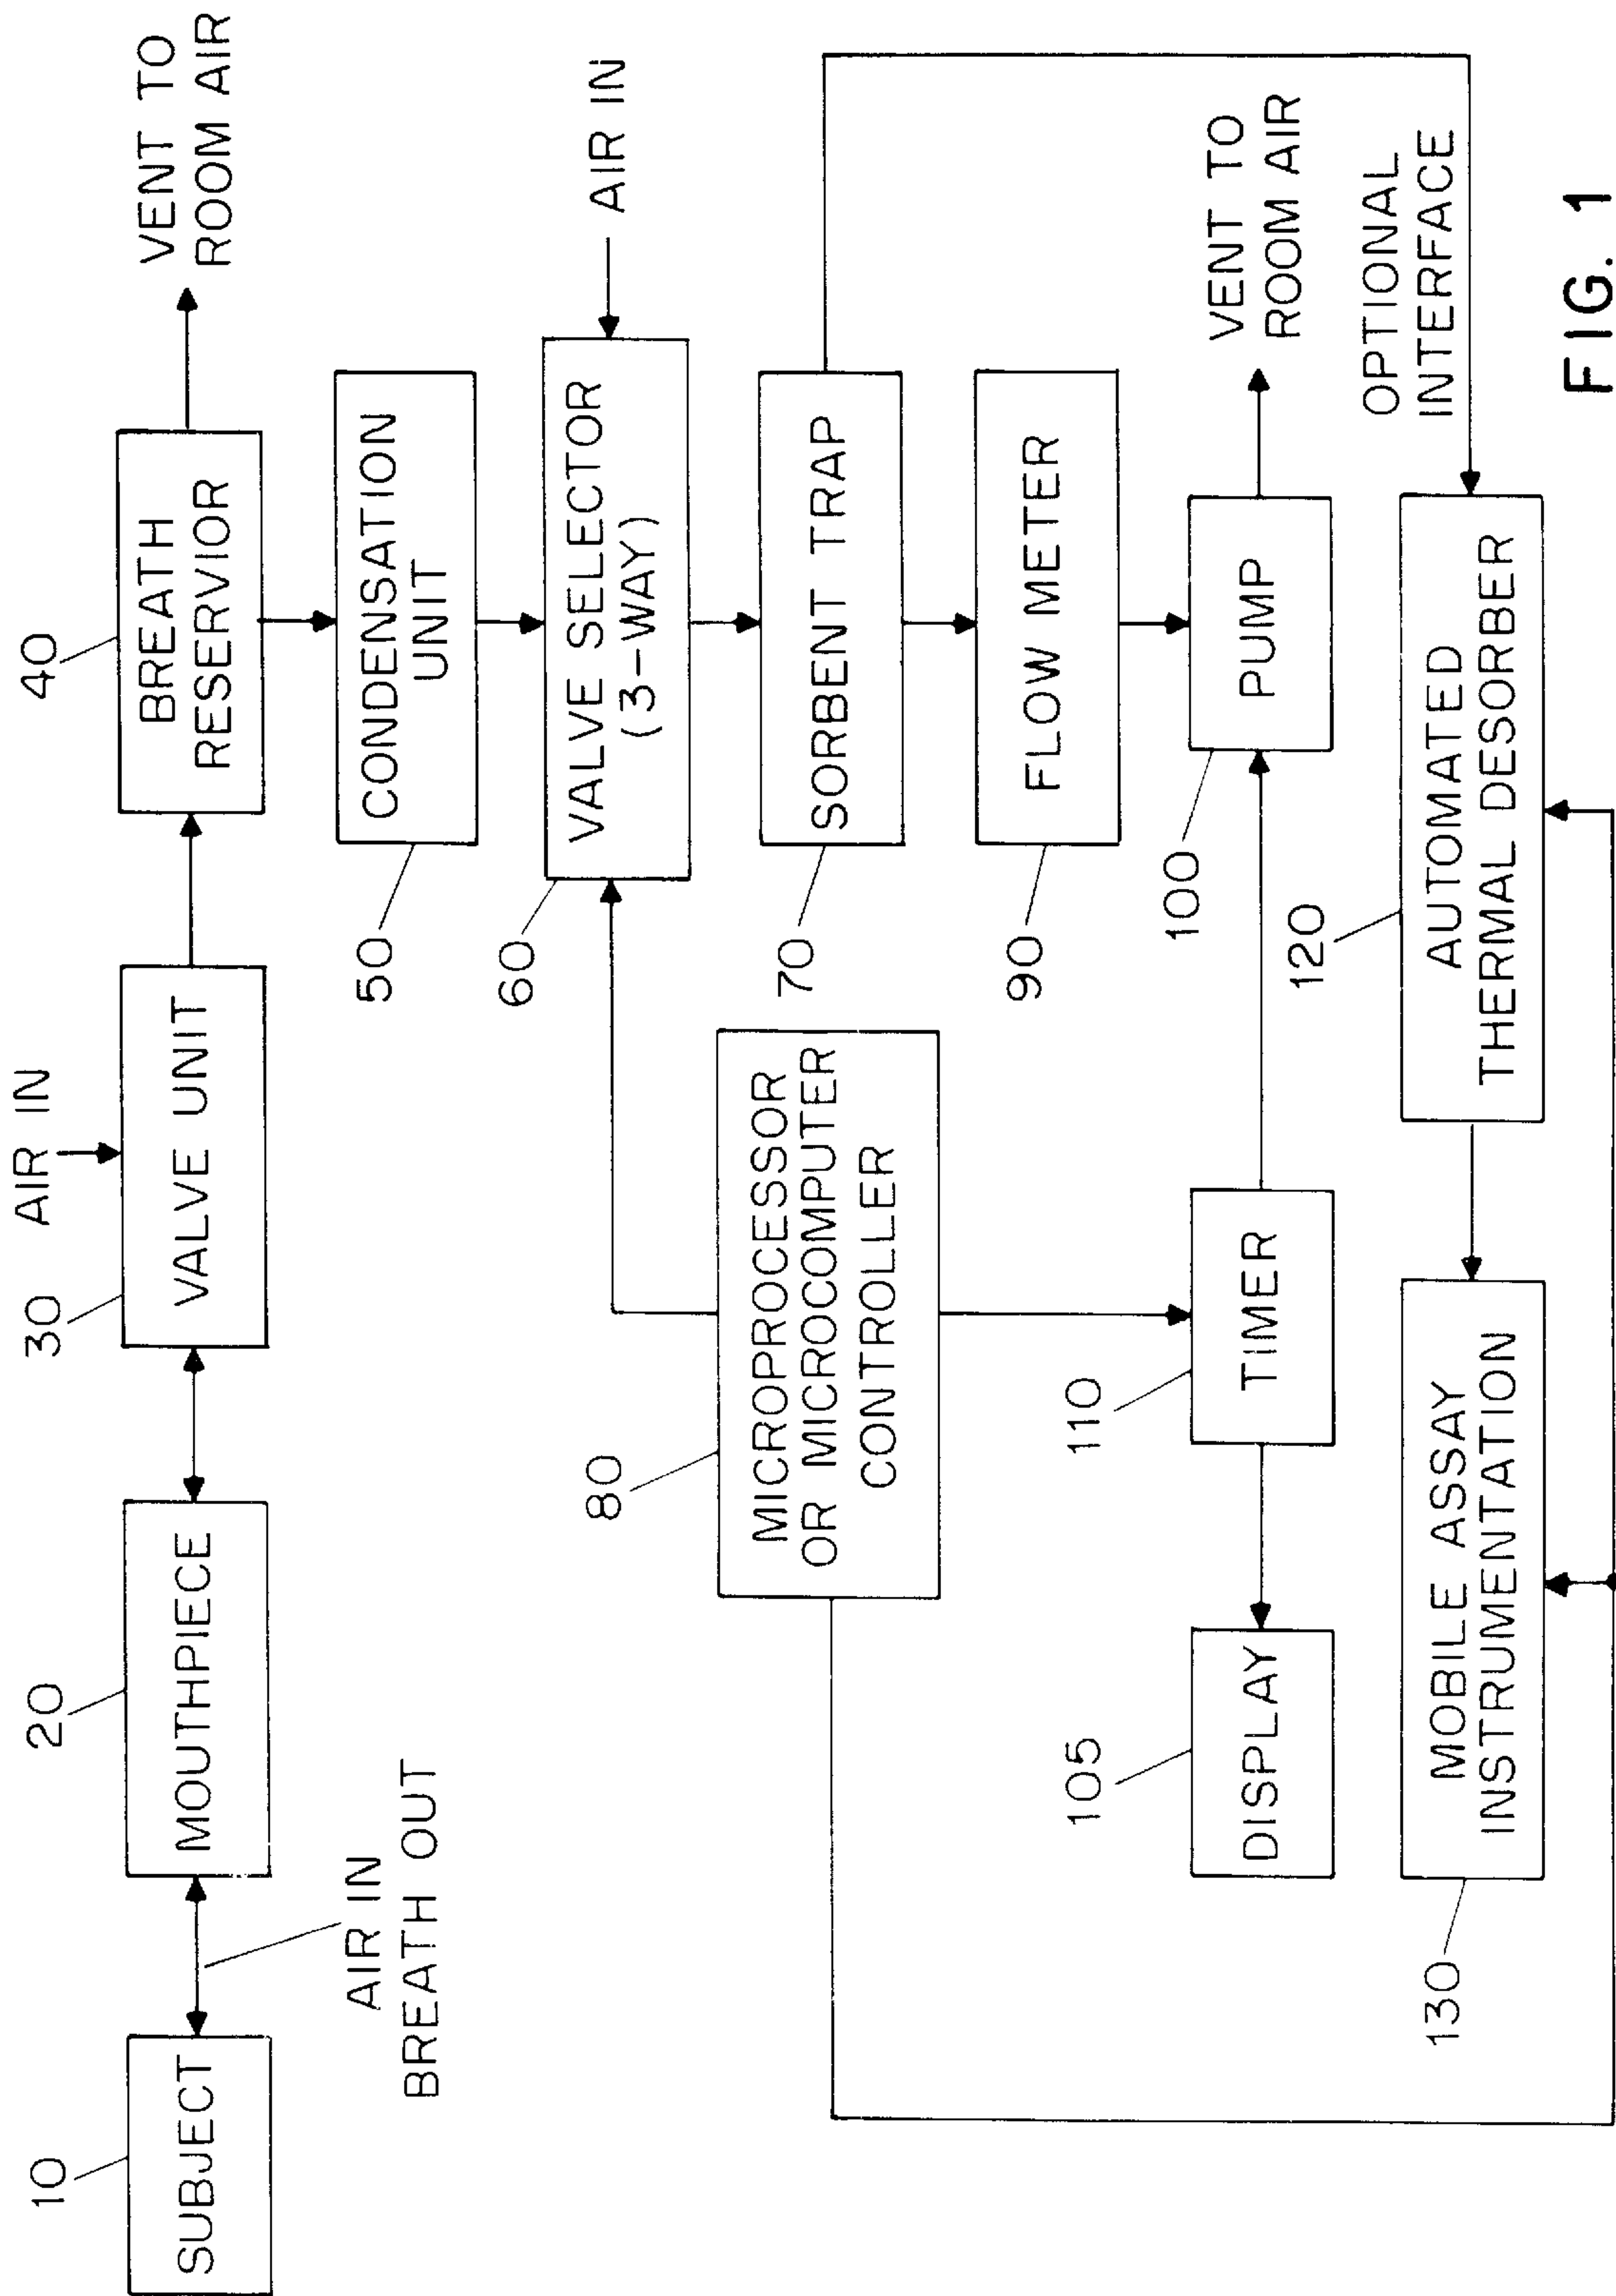 10
SUBJECT
AIR IN
BREATH OUT
20
MOUTHPIECE
30
AIR IN
VALVE UNIT
40
BREATH
RESERVIOR
VENT TO
ROOM AIR
50
CONDENSATION
UNIT
60
VALVE SELECTOR
(3-WAY)
AIR IN
70
SORBENT TRAP
80
MICROPROCESSOR
OR MICROCOMPUTER
CONTROLLER
90
FLOW METER
100
PUMP
VENT TO
ROOM AIR
110
TIMER
105
DISPLAY
OPTIONAL
INTERFACE
120
AUTOMATED
THERMAL DESORBER
130
MOBILE ASSAY
INSTRUMENTATION
FIG. 1